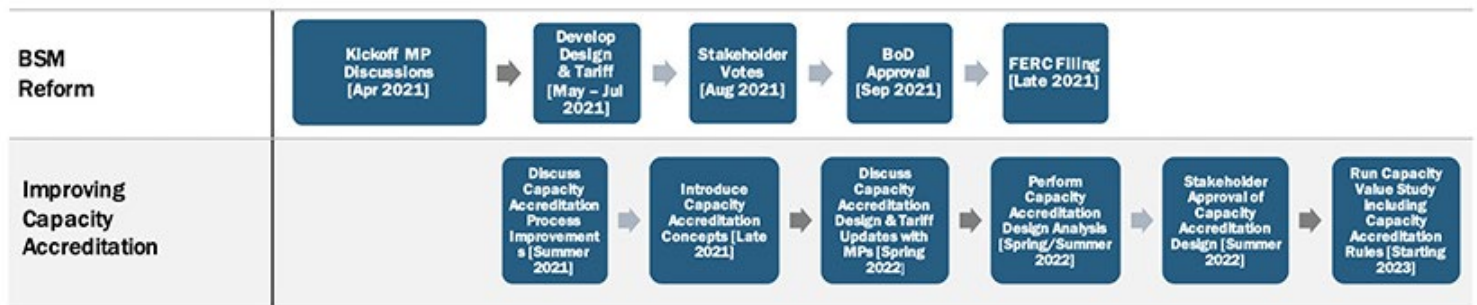 BSM
Reform
Kickoff MP
Discussions
[Apr 2021]
Develop
Design
& Tariff
[May – Jul
2021]
Stakeholder
Votes
[Aug 2021]
BoD
Approval
[Sep 2021]
FERC Filing
[Late 2021]
Improving
Capacity
Accreditation
Discuss
Capacity
Accreditation
Process
Improvement
s [Summer
2021]
Introduce
Capacity
Accreditation
Concepts [Late
2021]
Discuss
Capacity
Accreditation
Design & Tariff
Updates with
MPs [Spring
2022]
Perform
Capacity
Accreditation
Design Analysis
[Spring/Summer
2022]
Stakeholder
Approval of
Capacity
Accreditation
Design [Summer
2022]
Run Capacity
Value Study
Including
Capacity
Accreditation
Rules [Starting
2023]